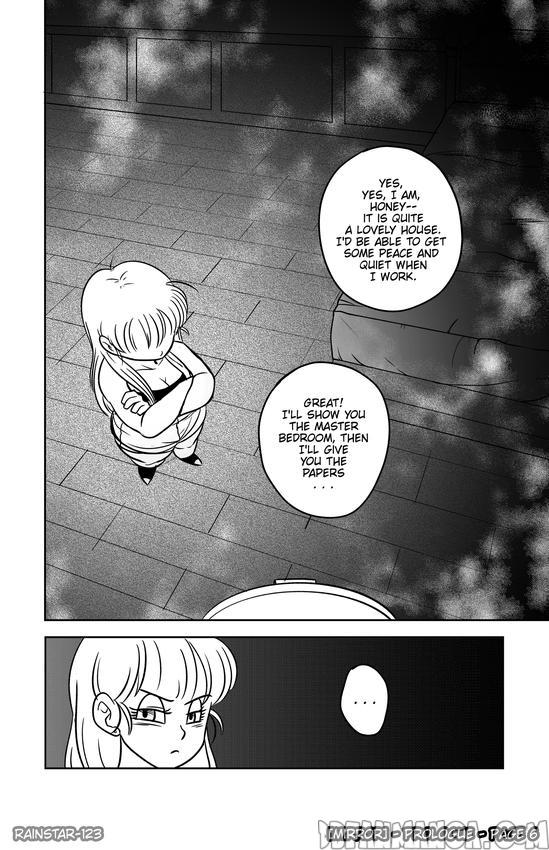 YES,
YES, I AM,
HONEY--
IT IS QUITE
A LOVELY HOUSE.
I'D BE ABLE TO GET
SOME PEACE AND
QUIET WHEN
I WORK.
GREAT!
I'LL SHOW YOU
THE MASTER
BEDROOM, THEN
I'LL GIVE
YOU THE
PAPERS
...
...
RAINSTAR-123
[MIRROR] - PROLOGUE - PAGE 6